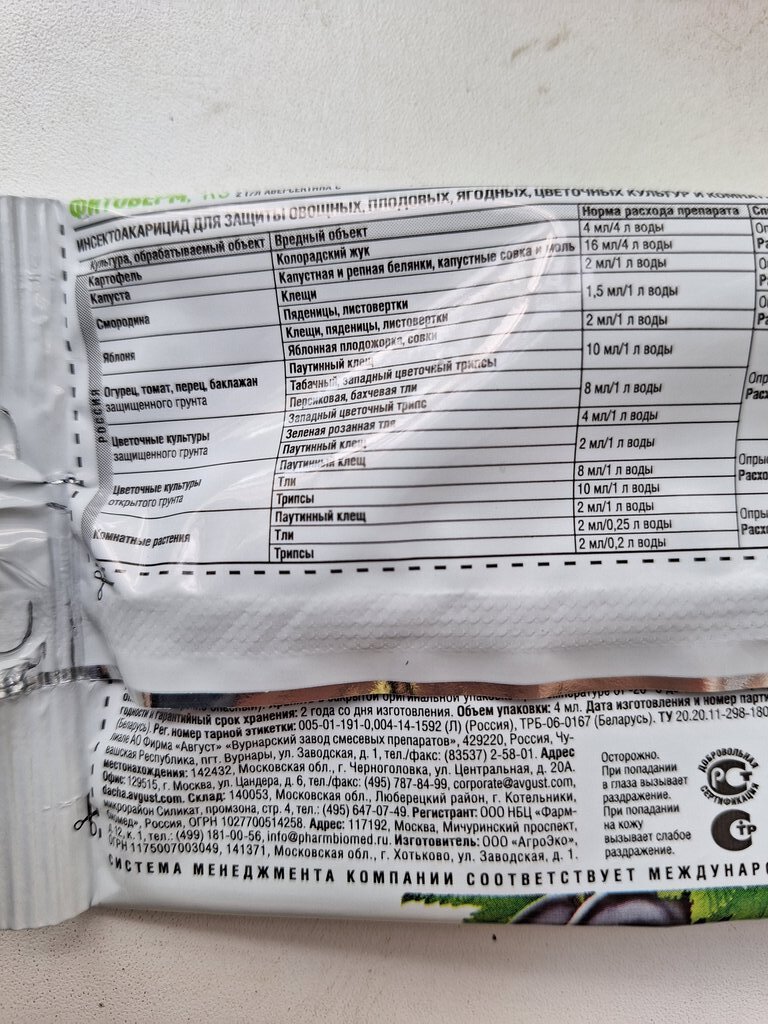 ФИТОВЕРМ, КЭ 2 г/л АВЕРСЕКТИНА С
ИНСЕКТОАКАРИЦИД ДЛЯ ЗАЩИТЫ ОВОЩНЫХ, ПЛОДОВЫХ, ЯГОДНЫХ, ЦВЕТОЧНЫХ КУЛЬТУР И
Культура, обрабатываемый объект Вредный объект Норма расхода препарата
Картофель Колорадский жук 4 мл/4 л воды
Капуста Капустная и репная белянки, капустные совка и моль 16 мл/4 л воды
Смородина Клещи 2 мл/1 л воды
Пяденицы, листовертки 1,5 мл/1 л воды
Яблоня Клещи, пяденицы, листовертки
Яблонная плодожорка, совки 2 мл/1 л воды
Огурец, томат, перец, баклажан
защищенного грунта
Паутинный клещ
Табачный, западный цветочный трипсы 10 мл/1 л воды
Персиковая, бахчевая тли 8 мл/1 л воды
Цветочные культуры
защищенного грунта
Западный цветочный трипс
Зеленая розанная тля 4 мл/1 л воды
Паутинный клещ 2 мл/1 л воды
Цветочные культуры
открытого грунта
Паутинный клещ
Тли 8 мл/1 л воды
Трипсы 10 мл/1 л воды
Комнатные растения Паутинный клещ 2 мл/1 л воды
Тли 2 мл/0,25 л воды
Трипсы 2 мл/0,2 л воды
РОССИЯ
закрытой оригинальной
годности и гарантийный срок хранения: 2 года со дня изготовления. Объем упаковки: 4 мл. Дата изготовления и номер
(Беларусь). Рег. номер тарной этикетки: 005-01-191-0,004-14-1592 (Л) (Россия), ТРБ-06-0167 (Беларусь). ТУ 20.20.11-298-180
лиале АО Фирма «Август» «Вурнарский завод смесевых препаратов», 429220, Россия, Чу-
вашская Республика, пгт. Вурнары, ул. Заводская, д. 1, тел./факс: (83537) 2-58-01. Адрес
местонахождения: 142432, Московская обл., г. Черноголовка, ул. Центральная, д. 20А.
Офис: 129515, г. Москва, ул. Цандера, д. 6, тел./факс: (495) 787-84-99, corporate@avgust.com,
dacha.avgust.com. Склад: 140053, Московская обл., Люберецкий район, г. Котельники,
микрорайон Силикат, промзона, стр. 4, тел.: (495) 647-07-49. Регистрант: ООО НБЦ «Фарм-
биомед», Россия, ОГРН 1027700514258. Адрес: 117192, Москва, Мичуринский проспект,
д. 12, к. 1, тел.: (499) 181-00-56, info@pharmbiomed.ru. Изготовитель: ООО «АгроЭко»,
ОГРН 1175007003049, 141371, Московская обл., г. Хотьково, ул. Заводская, д. 1.
Осторожно.
При попадании
в глаза вызывает
раздражение.
При попадании
на кожу
вызывает слабое
раздражение.
ДОБРОВОЛЬНАЯ
СЕРТИФИКАЦИЯ
СИСТЕМА МЕНЕДЖМЕНТА КОМПАНИИ СООТВЕТСТВУЕТ